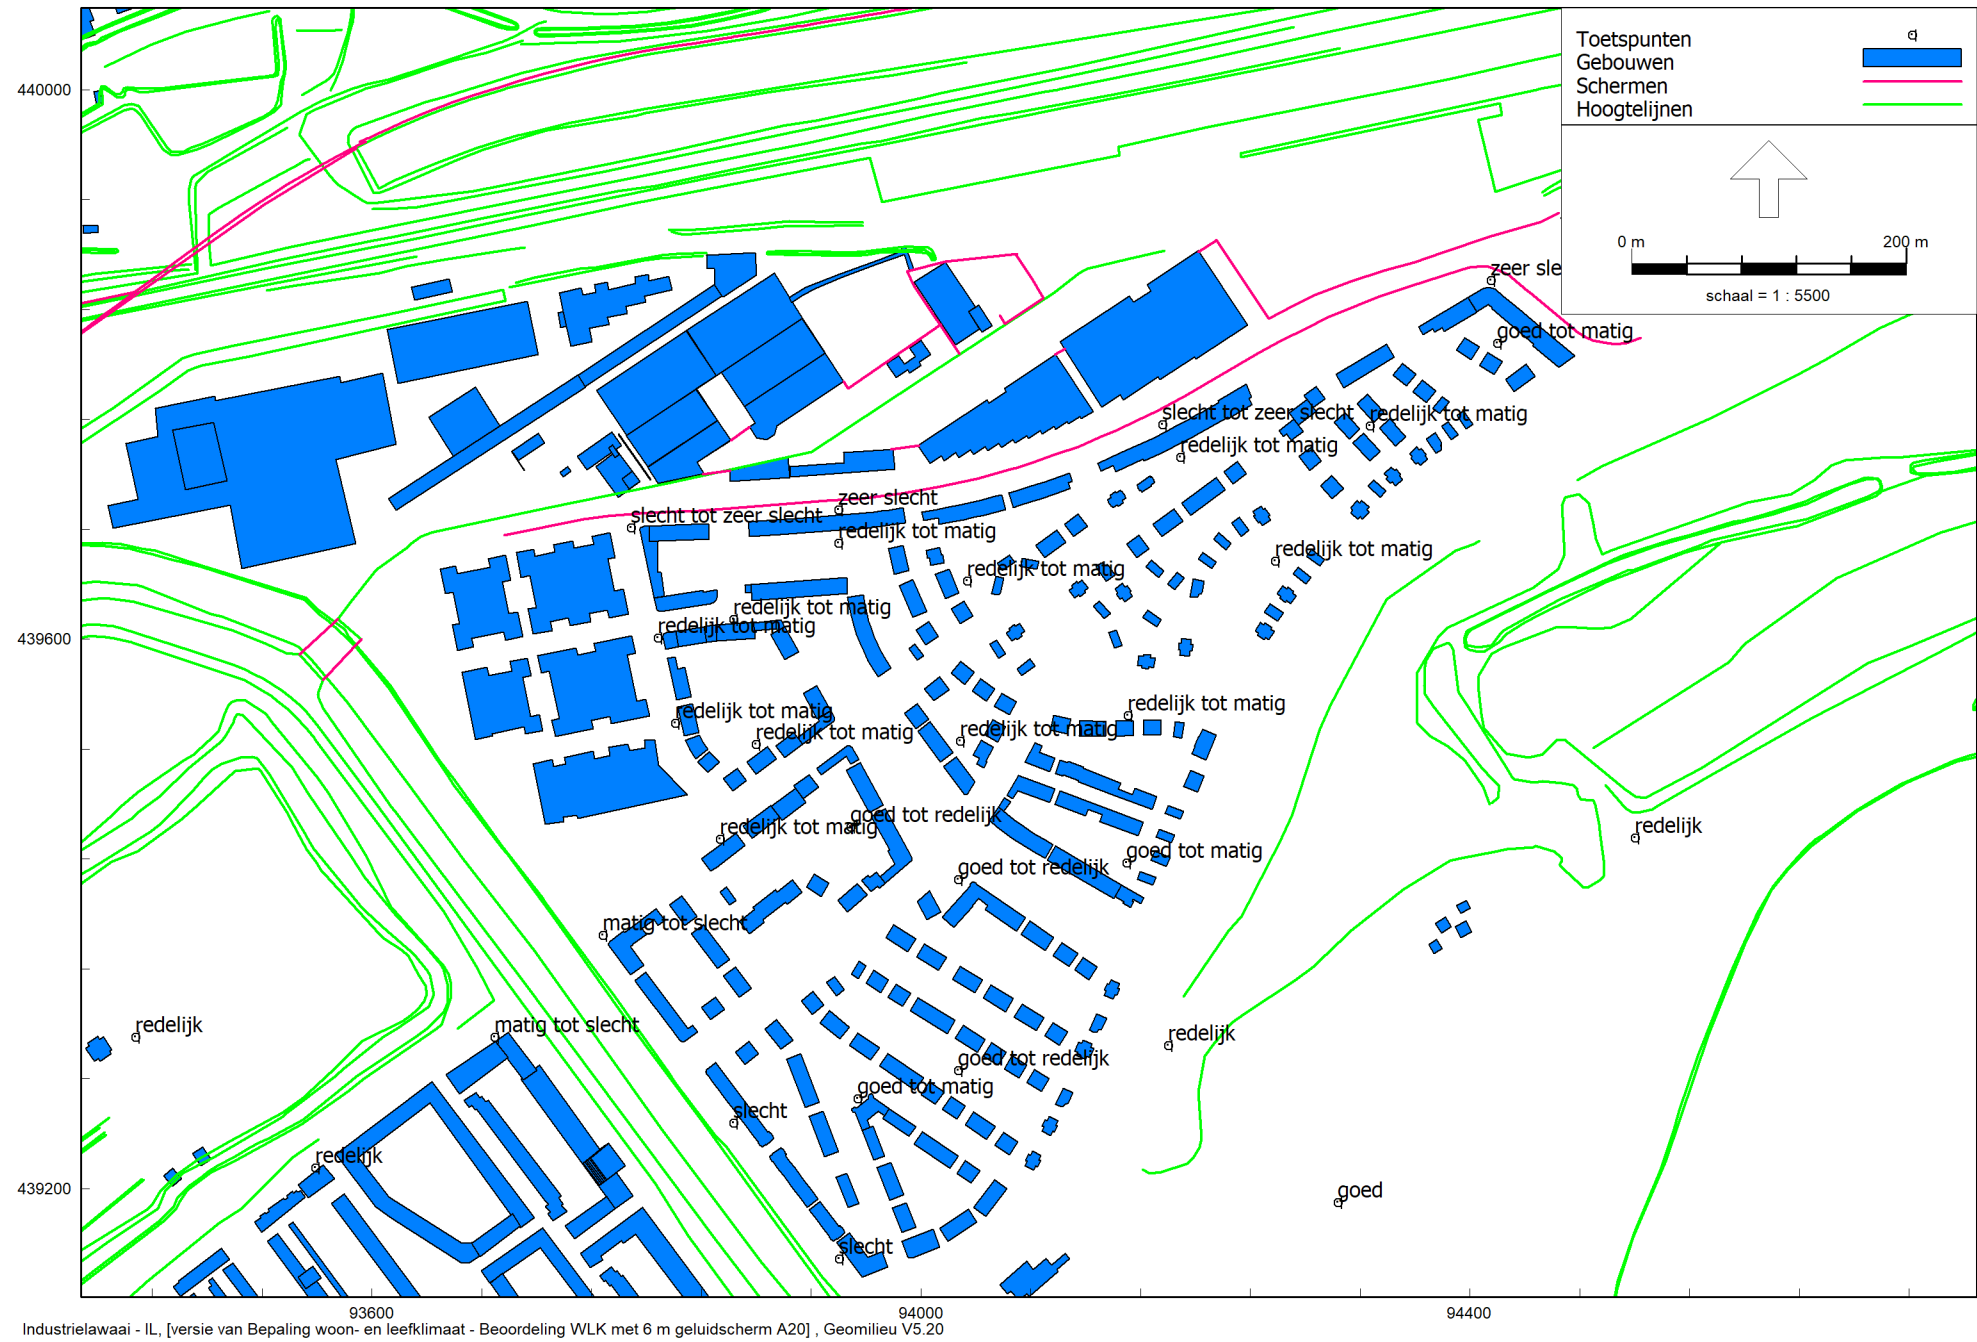 Toetspunten
Gebouwen
Schermen
Hoogtelijnen
440000
0 m 200 m
schaal = 1 : 5500
zeer sle
goed tot matig
slecht tot zeer slecht
redelijk tot matig
redelijk tot matig
zeer slecht
slecht tot zeer slecht
redelijk tot matig
redelijk tot matig
redelijk tot matig
redelijk tot matig
redelijk tot matig
439600
redelijk tot matig
redelijk tot matig
redelijk tot matig
redelijk tot matig
redelijk tot matig
goed tot redelijk
redelijk tot matig
redelijk
goed tot matig
goed tot redelijk
matig tot slecht
redelijk
matig tot slecht
redelijk
goed tot redelijk
goed tot matig
slecht
redelijk
439200
goed
slecht
93600 94000 94400
Industrielawaai - IL, [versie van Bepaling woon- en leefklimaat - Beoordeling WLK met 6 m geluidscherm A20] , Geomilieu V5.20